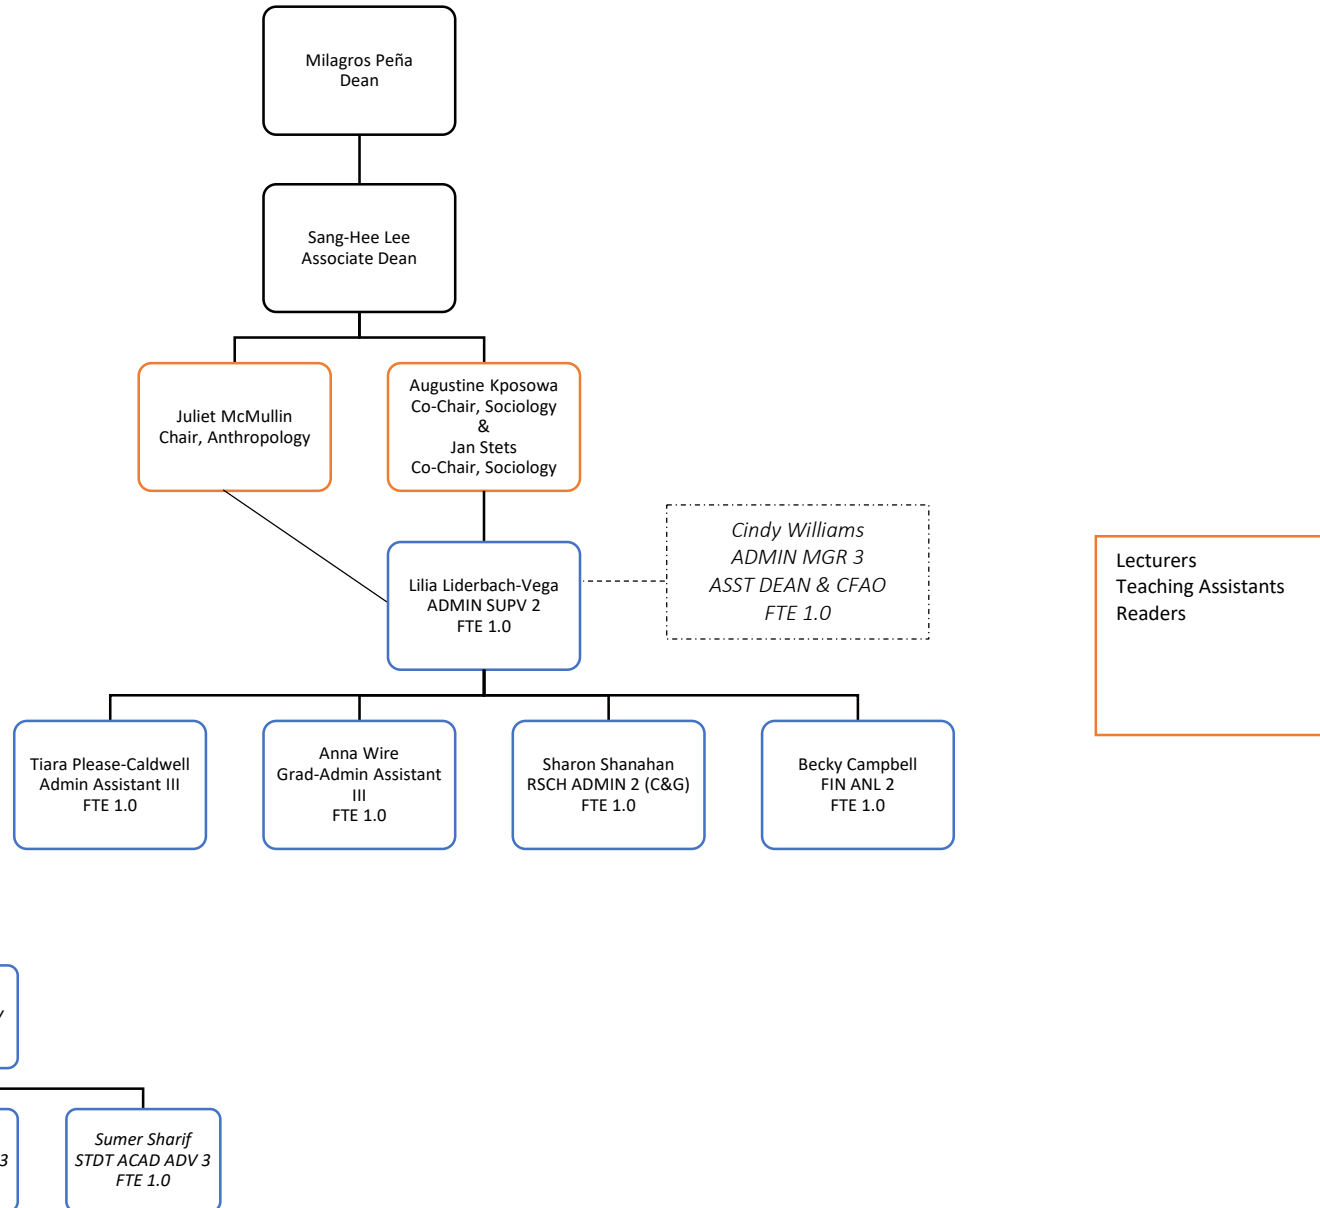 Milagros Peña
Dean
Sang-Hee Lee
Associate Dean
Juliet McMullin
Chair, Anthropology
Augustine Kposowa
Co-Chair, Sociology
&
Jan Stets
Co-Chair, Sociology
Cindy Williams
ADMIN MGR 3
ASST DEAN & CFAO
FTE 1.0
Lecturers
Teaching Assistants
Readers
Lilia Liderbach-Vega
ADMIN SUPV 2
FTE 1.0
Tiara Please-Caldwell
Admin Assistant III
FTE 1.0
Anna Wire
Grad-Admin Assistant
III
FTE 1.0
Sharon Shanahan
RSCH ADMIN 2 (C&G)
FTE 1.0
Becky Campbell
FIN ANL 2
FTE 1.0
3
Sumer Sharif
STDT ACAD ADV 3
FTE 1.0